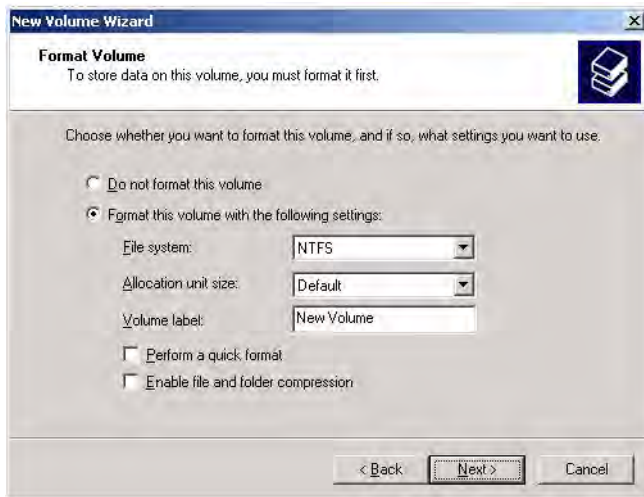 New Volume Wizard
Format Volume
To store data on this volume, you must format it first.
Choose whether you want to format this volume, and if so, what settings you want to use.
Do not format this volume
Format this volume with the following settings:
File system: NTFS
Allocation unit size: Default
Volume label: New Volume
Perform a quick format
Enable file and folder compression
< Back Next > Cancel